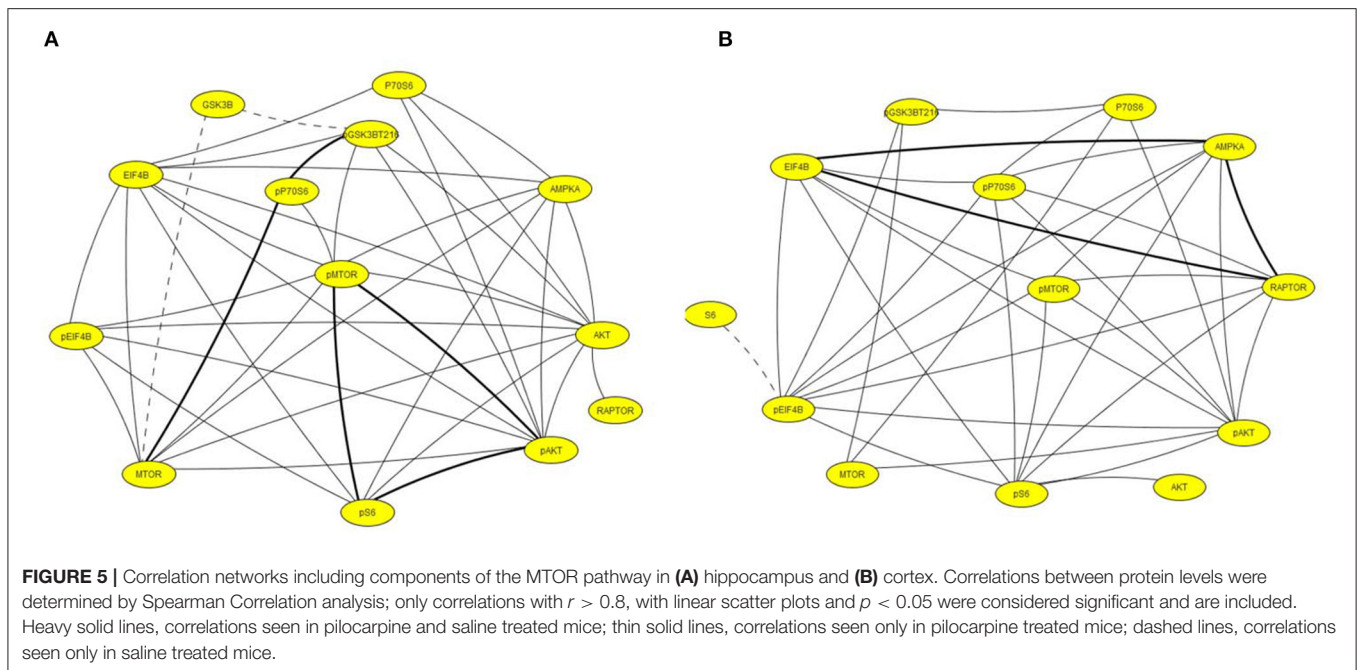 A
B
GSK3B
P70S6
pGSK3BT216
EIF4B
pP70S6
AMPKA
pMTOR
pEIF4B
AKT
RAPTOR
MTOR
pAKT
pS6
pGSK3BT216
P70S6
AMPKA
EIF4B
pP70S6
pMTOR
RAPTOR
S6
pEIF4B
pAKT
MTOR
pS6
AKT
FIGURE 5 | Correlation networks including components of the MTOR pathway in (A) hippocampus and (B) cortex. Correlations between protein levels were
determined by Spearman Correlation analysis; only correlations with r > 0.8, with linear scatter plots and p < 0.05 were considered significant and are included.
Heavy solid lines, correlations seen in pilocarpine and saline treated mice; thin solid lines, correlations seen only in pilocarpine treated mice; dashed lines, correlations
seen only in saline treated mice.